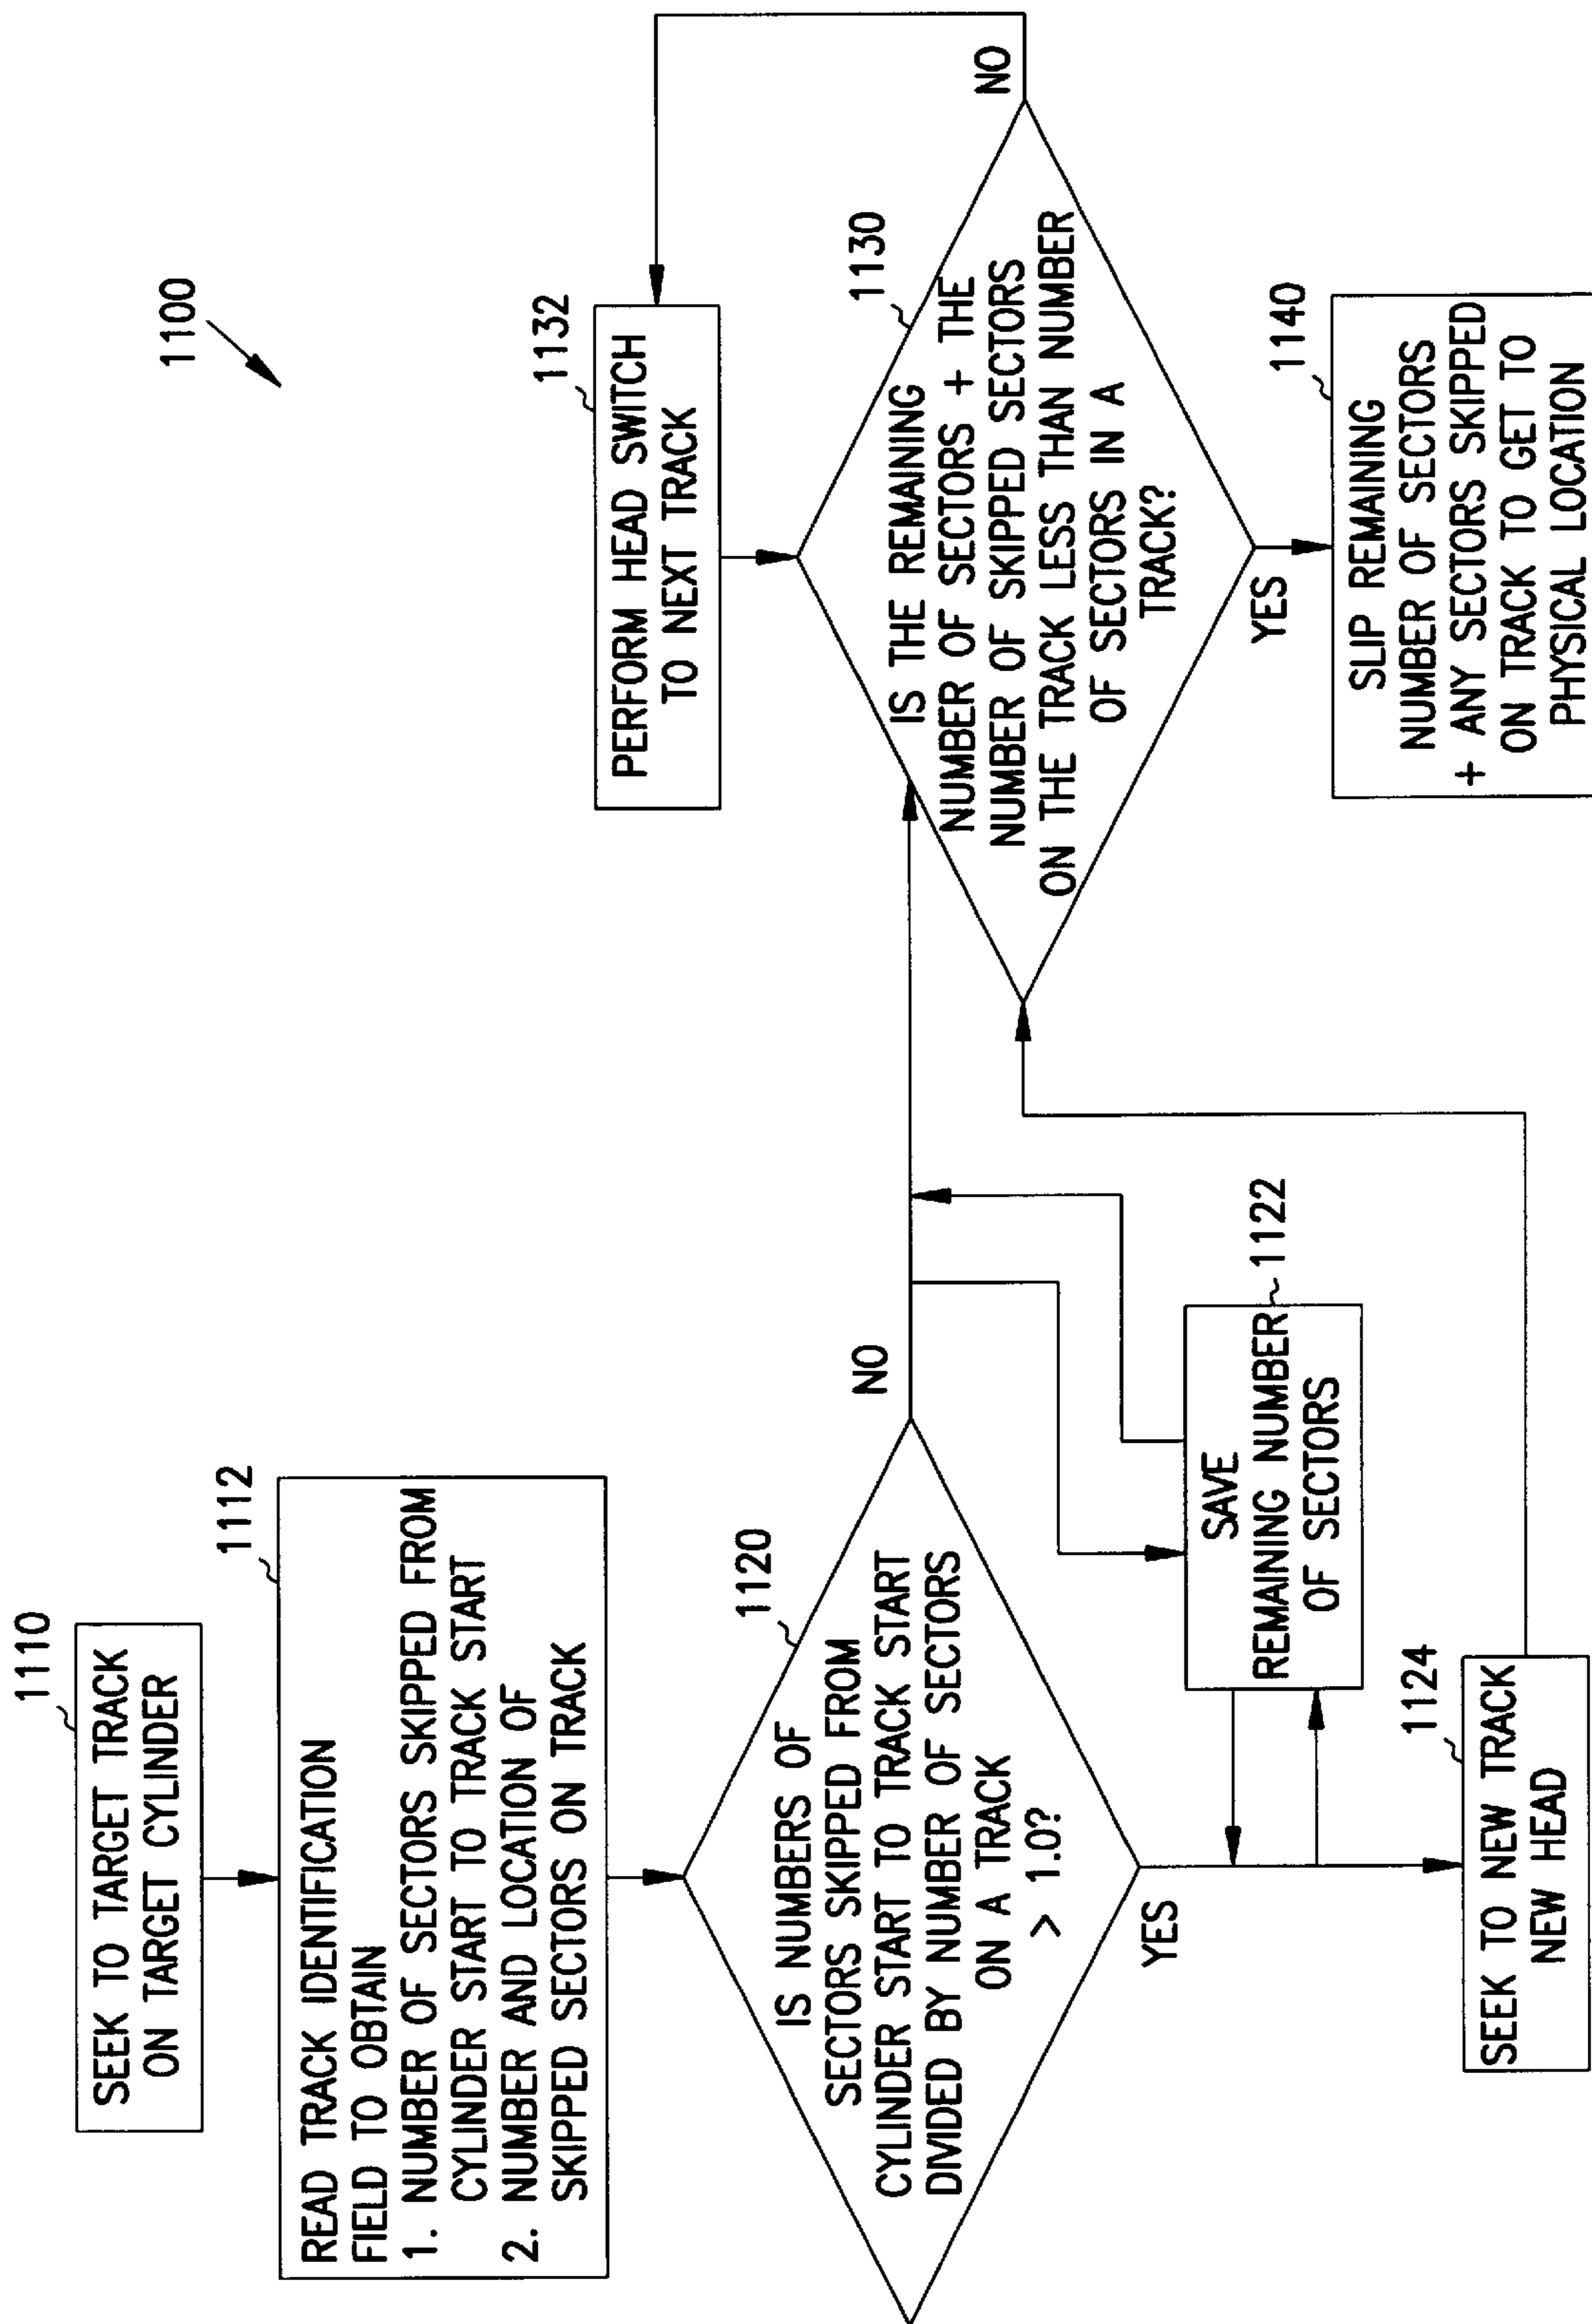 1100
1110
SEEK TO TARGET TRACK
ON TARGET CYLINDER
1112
READ TRACK IDENTIFICATION
FIELD TO OBTAIN
1. NUMBER OF SECTORS SKIPPED FROM
CYLINDER START TO TRACK START
2. NUMBER AND LOCATION OF
SKIPPED SECTORS ON TRACK
1120
IS NUMBERS OF
SECTORS SKIPPED FROM
CYLINDER START TO TRACK START
DIVIDED BY NUMBER OF SECTORS
ON A TRACK
> 1.0?
NO
YES
SAVE
REMAINING NUMBER
OF SECTORS
1122
1124
SEEK TO NEW TRACK
NEW HEAD
1132
PERFORM HEAD SWITCH
TO NEXT TRACK
1130
IS THE REMAINING
NUMBER OF SECTORS + THE
NUMBER OF SKIPPED SECTORS
ON THE TRACK LESS THAN NUMBER
OF SECTORS IN A
TRACK?
NO
YES
1140
SLIP REMAINING
NUMBER OF SECTORS
+ ANY SECTORS SKIPPED
ON TRACK TO GET TO
PHYSICAL LOCATION